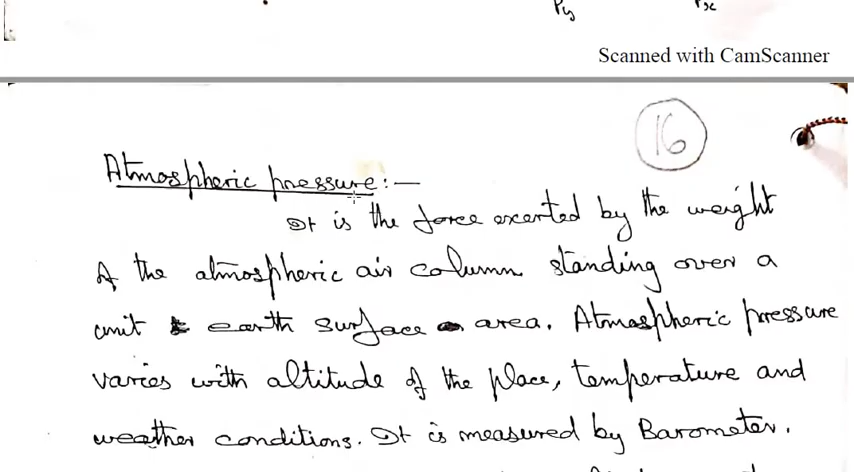 Py
Px
Scanned with CamScanner
16
Atmospheric pressure:-
It is the force exerted by the weight
of the atmospheric air column standing over a
unit earth surface area. Atmospheric pressure
varies with altitude of the place, temperature and
weather conditions. It is measured by Barometer.